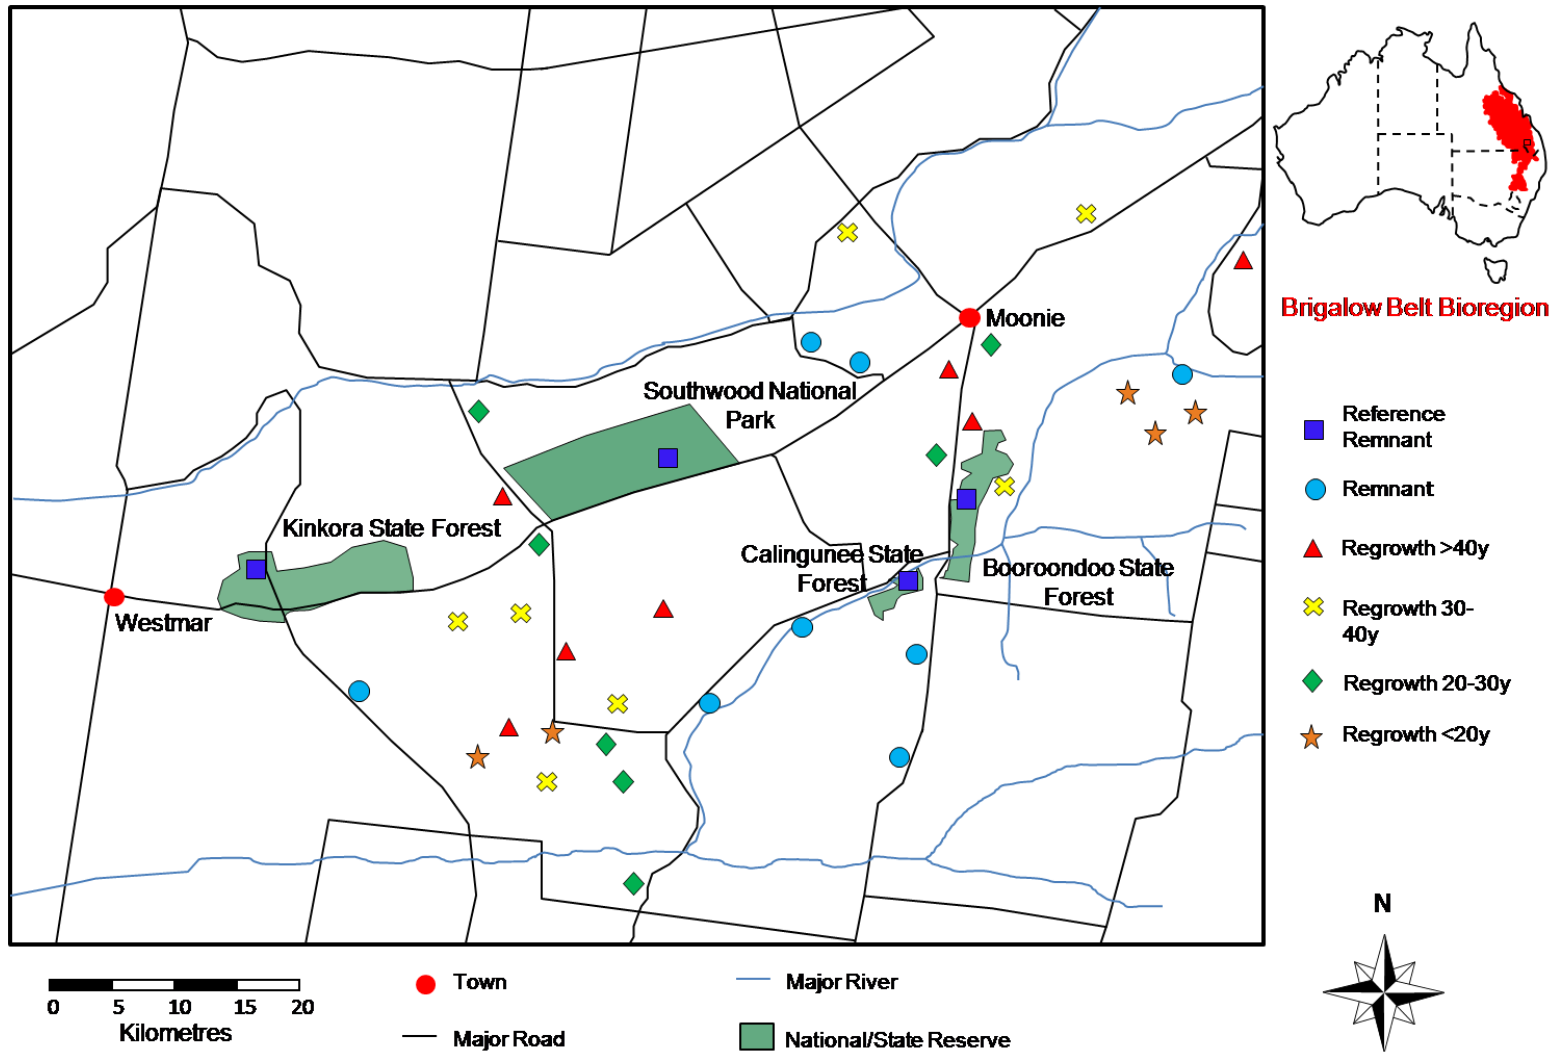 Moonie
Brigalow Belt Bioregion
Southwood National
Park
Kinkora State Forest
Calingunee State
Forest
Booroondoo State
Forest
Westmar
Reference
Remnant
Remnant
Regrowth >40y
Regrowth 30-
40y
Regrowth 20-30y
Regrowth <20y
N
0 5 10 15 20
Kilometres
Town
Major Road
Major River
National/State Reserve